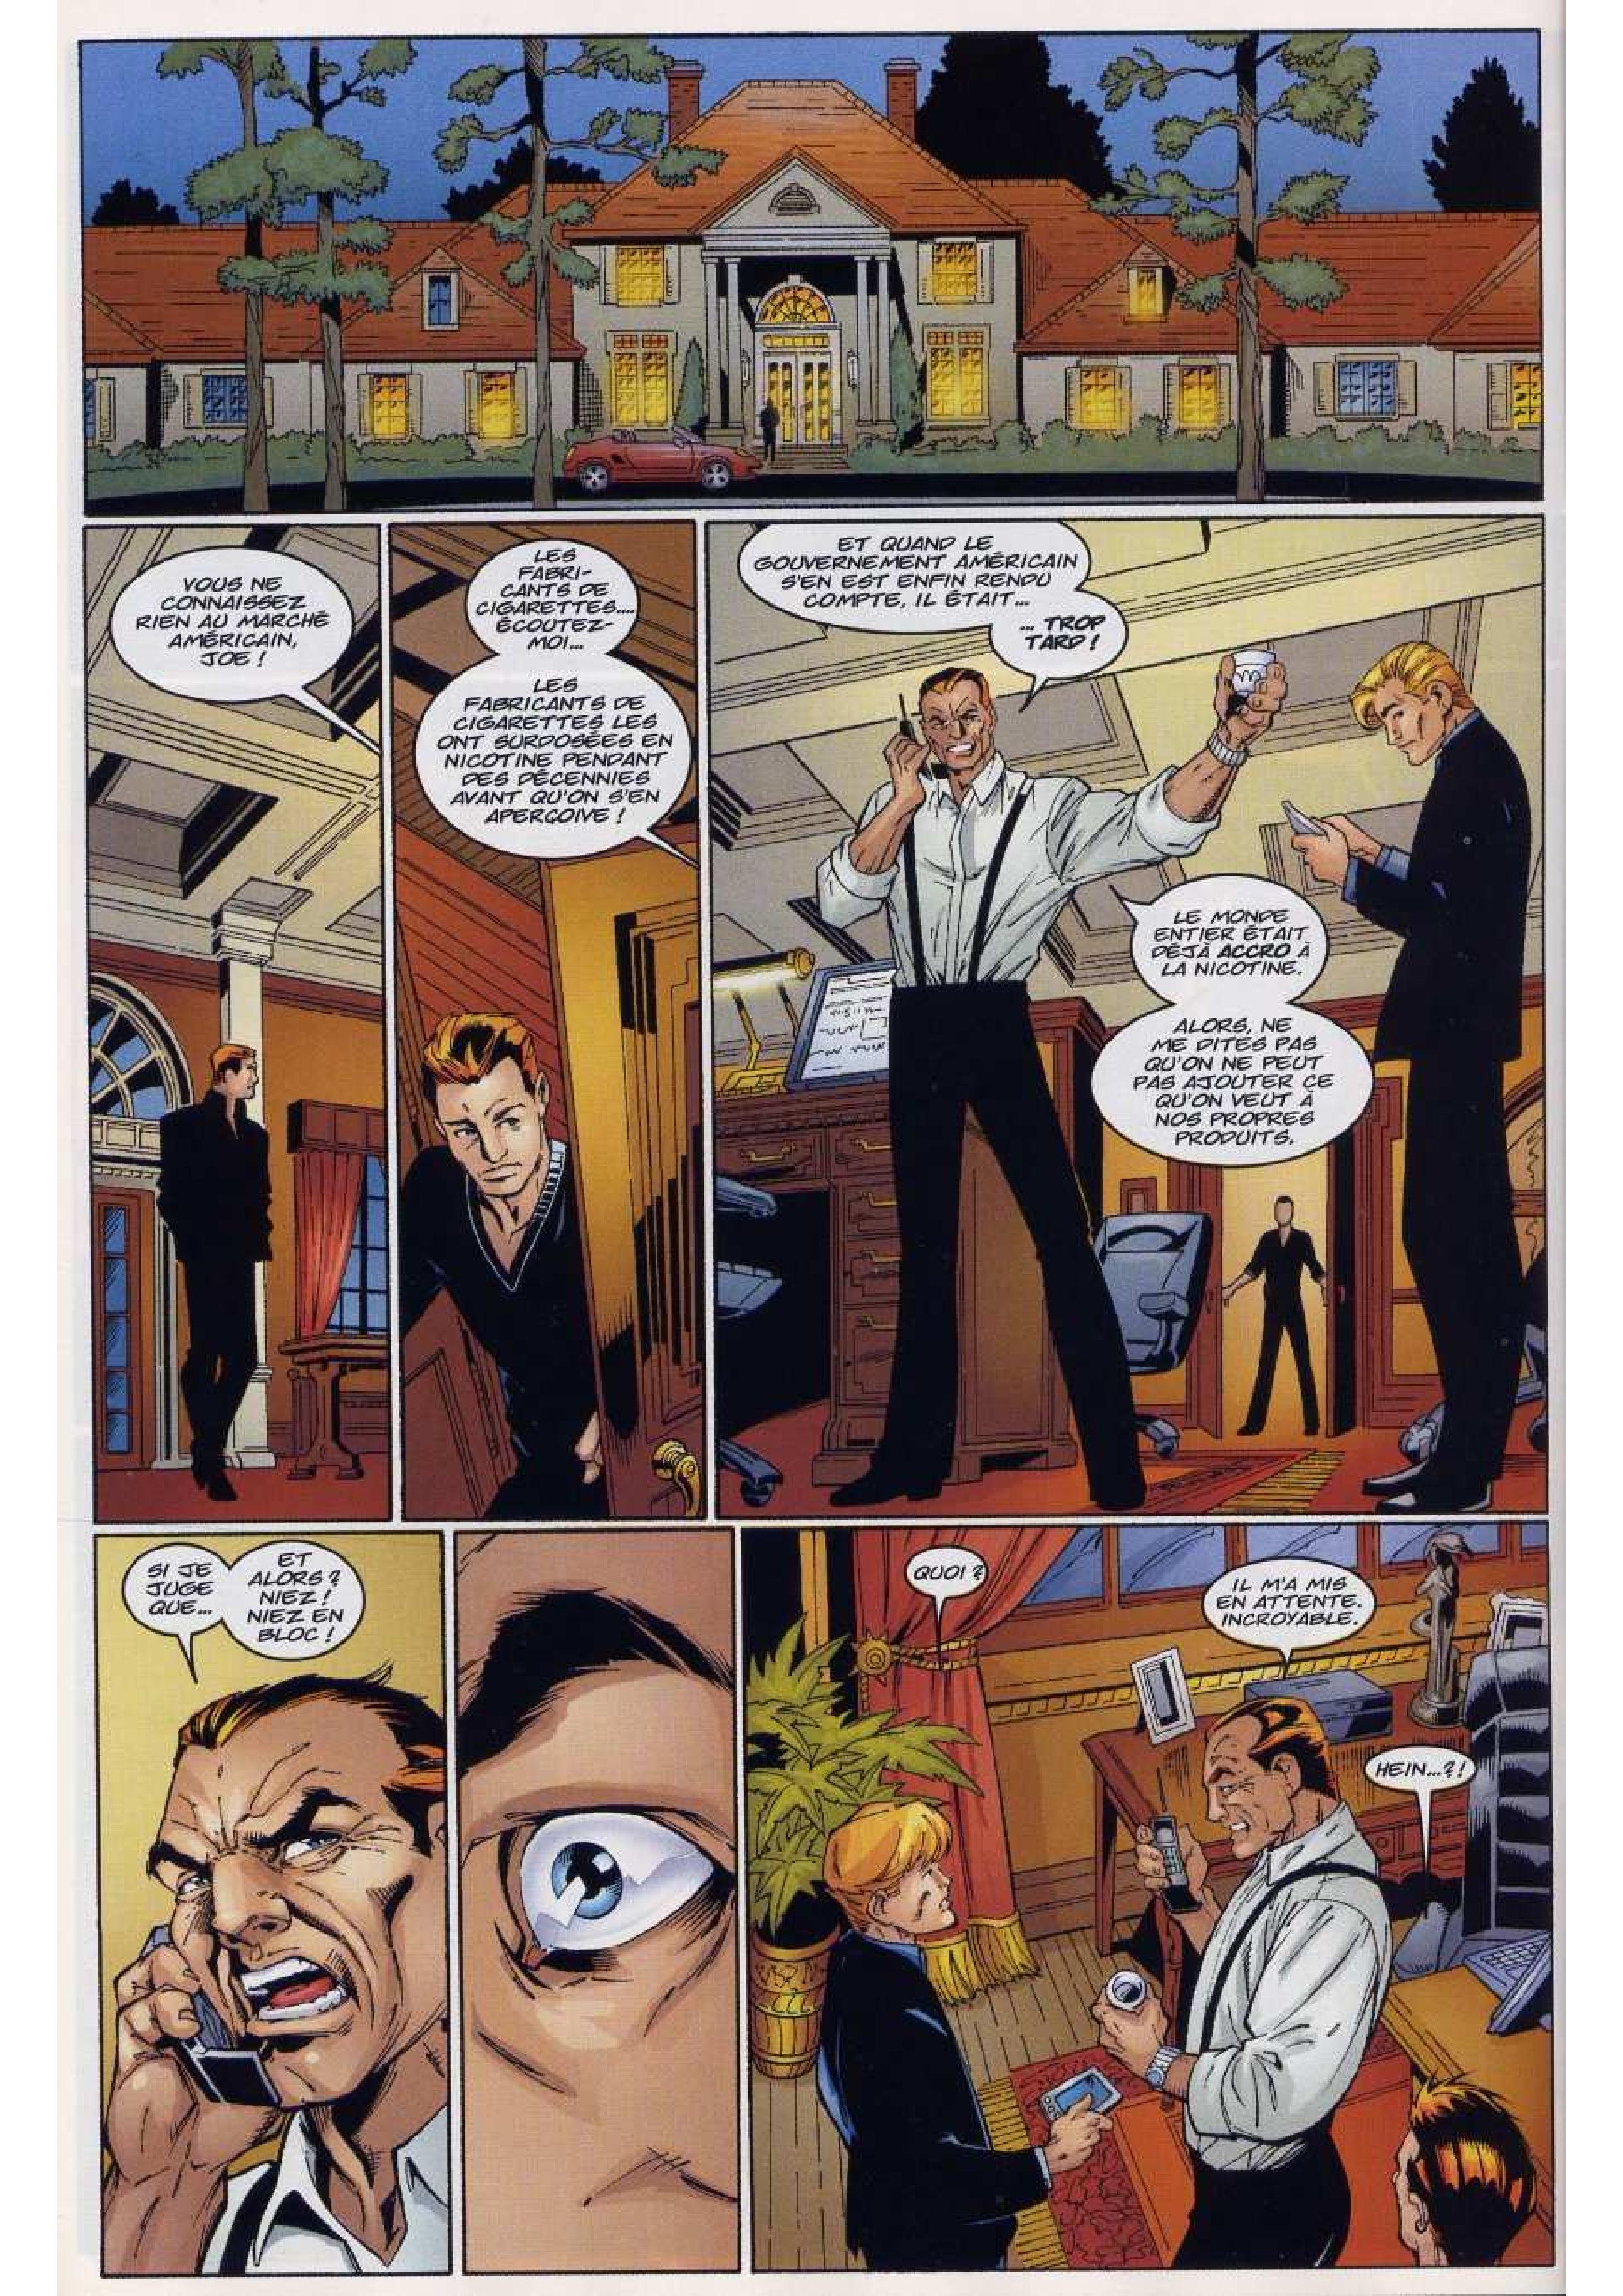 VOUS NE
CONNAISSEZ
RIEN AU MARCHÉ
AMÉRICAIN,
JOE !
LES
FABRI-
CANTS DE
CIGARETTES....
ÉCOUTEZ-
MOI...
LES
FABRICANTS DE
CIGARETTES LES
ONT SURDOSÉES EN
NICOTINE PENDANT
DES DÉCENNIES
AVANT QU'ON S'EN
APERÇOIVE !
ET QUAND LE
GOUVERNEMENT AMÉRICAIN
S'EN EST ENFIN RENDU
COMPTE, IL ÉTAIT...
... TROP
TARD !
LE MONDE
ENTIER ÉTAIT
DÉJÀ ACCRO À
LA NICOTINE.
ALORS, NE
ME DITES PAS
QU'ON NE PEUT
PAS AJOUTER CE
QU'ON VEUT À
NOS PROPRES
PRODUITS.
SI JE
JUGE
QUE...
ET
ALORS ?
NIEZ !
NIEZ EN
BLOC !
QUOI ?
IL M'A MIS
EN ATTENTE.
INCROYABLE.
HEIN...?!